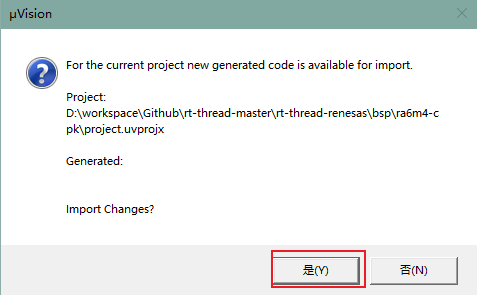 μVision
For the current project new generated code is available for import.
Project:
D:\workspace\Github\rt-thread-master\rt-thread-renesas\bsp\ra6m4-c
pk\project.uvprojx
Generated:
Import Changes?
是(Y)
否(N)